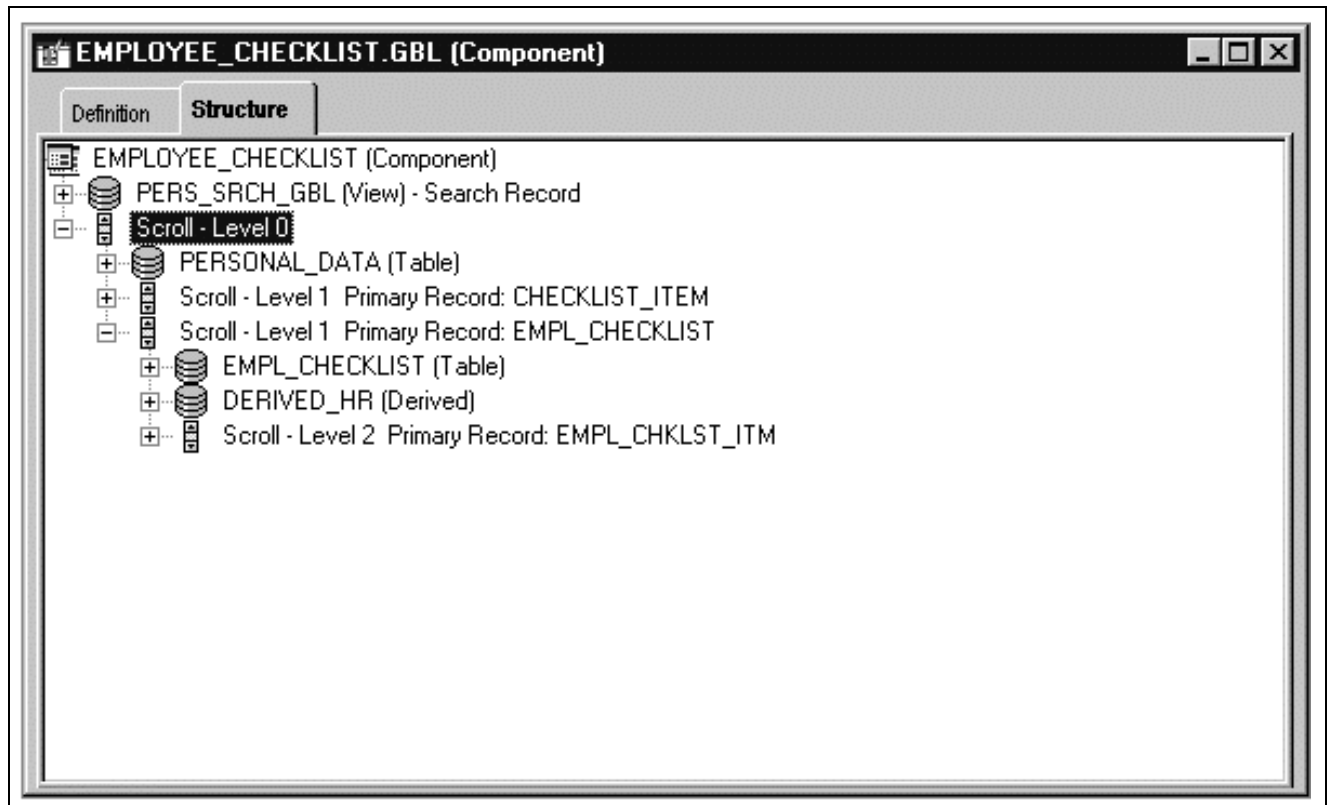 EMPLOYEE_CHECKLIST.GBL (Component)
Definition Structure
EMPLOYEE_CHECKLIST (Component)
PERS_SRCH_GBL (View) - Search Record
Scroll - Level 0
PERSONAL_DATA (Table)
Scroll - Level 1 Primary Record: CHECKLIST_ITEM
Scroll - Level 1 Primary Record: EMPL_CHECKLIST
EMPL_CHECKLIST (Table)
DERIVED_HR (Derived)
Scroll - Level 2 Primary Record: EMPL_CHKLST_ITM